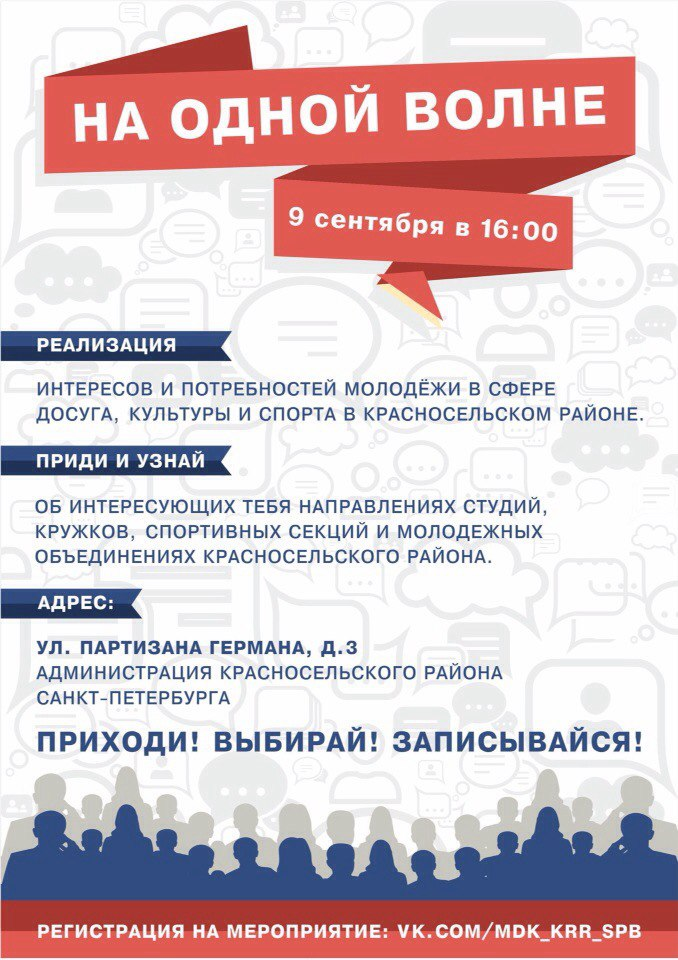 НА ОДНОЙ ВОЛНЕ
9 сентября в 16:00
РЕАЛИЗАЦИЯ
ИНТЕРЕСОВ И ПОТРЕБНОСТЕЙ МОЛОДЁЖИ В СФЕРЕ
ДОСУГА, КУЛЬТУРЫ И СПОРТА В КРАСНОСЕЛЬСКОМ РАЙОНЕ.
ПРИДИ И УЗНАЙ
ОБ ИНТЕРЕСУЮЩИХ ТЕБЯ НАПРАВЛЕНИЯХ СТУДИЙ,
КРУЖКОВ, СПОРТИВНЫХ СЕКЦИЙ И МОЛОДЕЖНЫХ
ОБЪЕДИНЕНИЯХ КРАСНОСЕЛЬСКОГО РАЙОНА.
АДРЕС:
УЛ. ПАРТИЗАНА ГЕРМАНА, Д.3
АДМИНИСТРАЦИЯ КРАСНОСЕЛЬСКОГО РАЙОНА
САНКТ-ПЕТЕРБУРГА
ПРИХОДИ! ВЫБИРАЙ! ЗАПИСЫВАЙСЯ!
РЕГИСТРАЦИЯ НА МЕРОПРИЯТИЕ: VK.COM/MDK_KRR_SPB